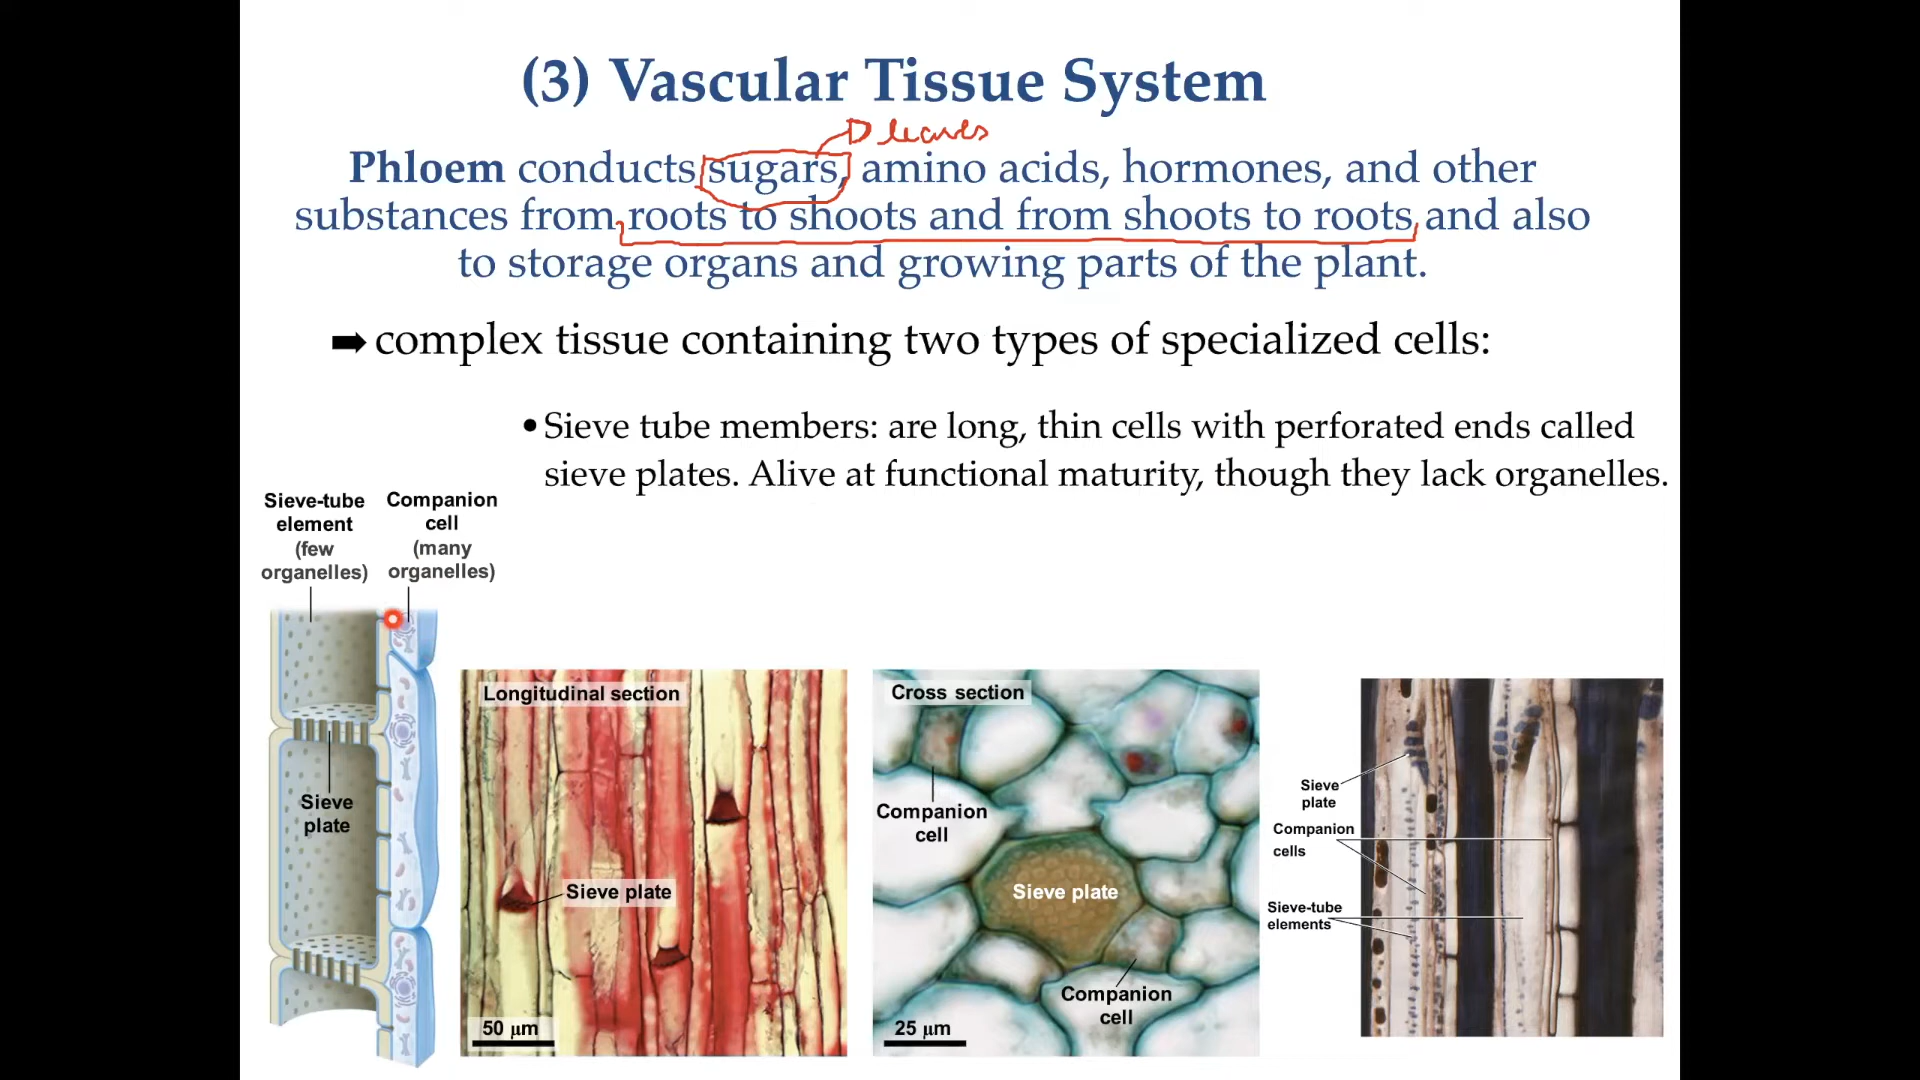 (3) Vascular Tissue System
leaves
Phloem conducts sugars, amino acids, hormones, and other
substances from roots to shoots and from shoots to roots, and also
to storage organs and growing parts of the plant.
➡ complex tissue containing two types of specialized cells:
•Sieve tube members: are long, thin cells with perforated ends called
sieve plates. Alive at functional maturity, though they lack organelles.
Sieve-tube
element
(few
organelles)
Companion
cell
(many
organelles)
Sieve
plate
Longitudinal section
Sieve plate
50 µm
Cross section
Companion
cell
Sieve plate
Companion
cell
25 µm
Sieve
plate
Companion
cells
Sieve-tube
elements